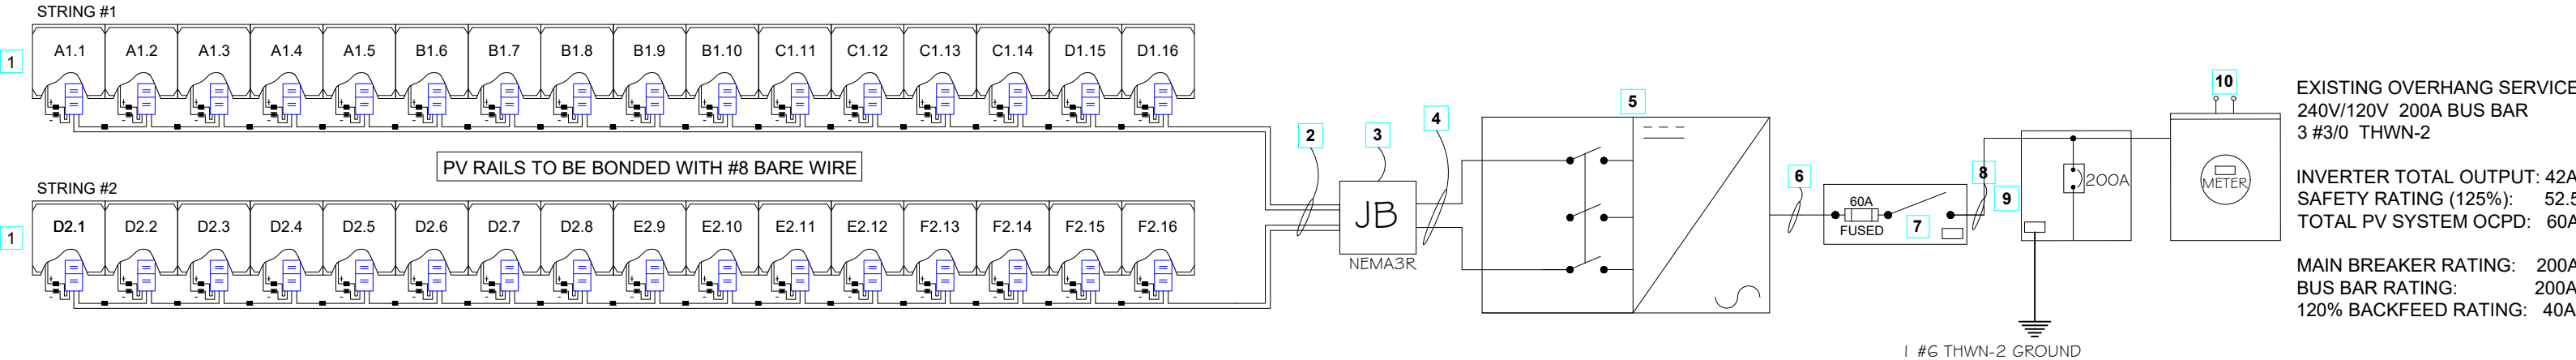 STRING #1
1
A1.1 A1.2 A1.3 A1.4 A1.5 B1.6 B1.7 B1.8 B1.9 B1.10 C1.11 C1.12 C1.13 C1.14 D1.15 D1.16
PV RAILS TO BE BONDED WITH #8 BARE WIRE
STRING #2
1
D2.1 D2.2 D2.3 D2.4 D2.5 D2.6 D2.7 D2.8 E2.9 E2.10 E2.11 E2.12 F2.13 F2.14 F2.15 F2.16
2
3
JB
NEMA3R
4
5
6
60A
FUSED
7
8
9
200A
1 #6 THWN-2 GROUND
10
METER
EXISTING OVERHANG SERVICE
240V/120V 200A BUS BAR
3 #3/0 THWN-2
INVERTER TOTAL OUTPUT: 42A
SAFETY RATING (125%): 52.5
TOTAL PV SYSTEM OCPD: 60A
MAIN BREAKER RATING: 200A
BUS BAR RATING: 200A
120% BACKFEED RATING: 40A